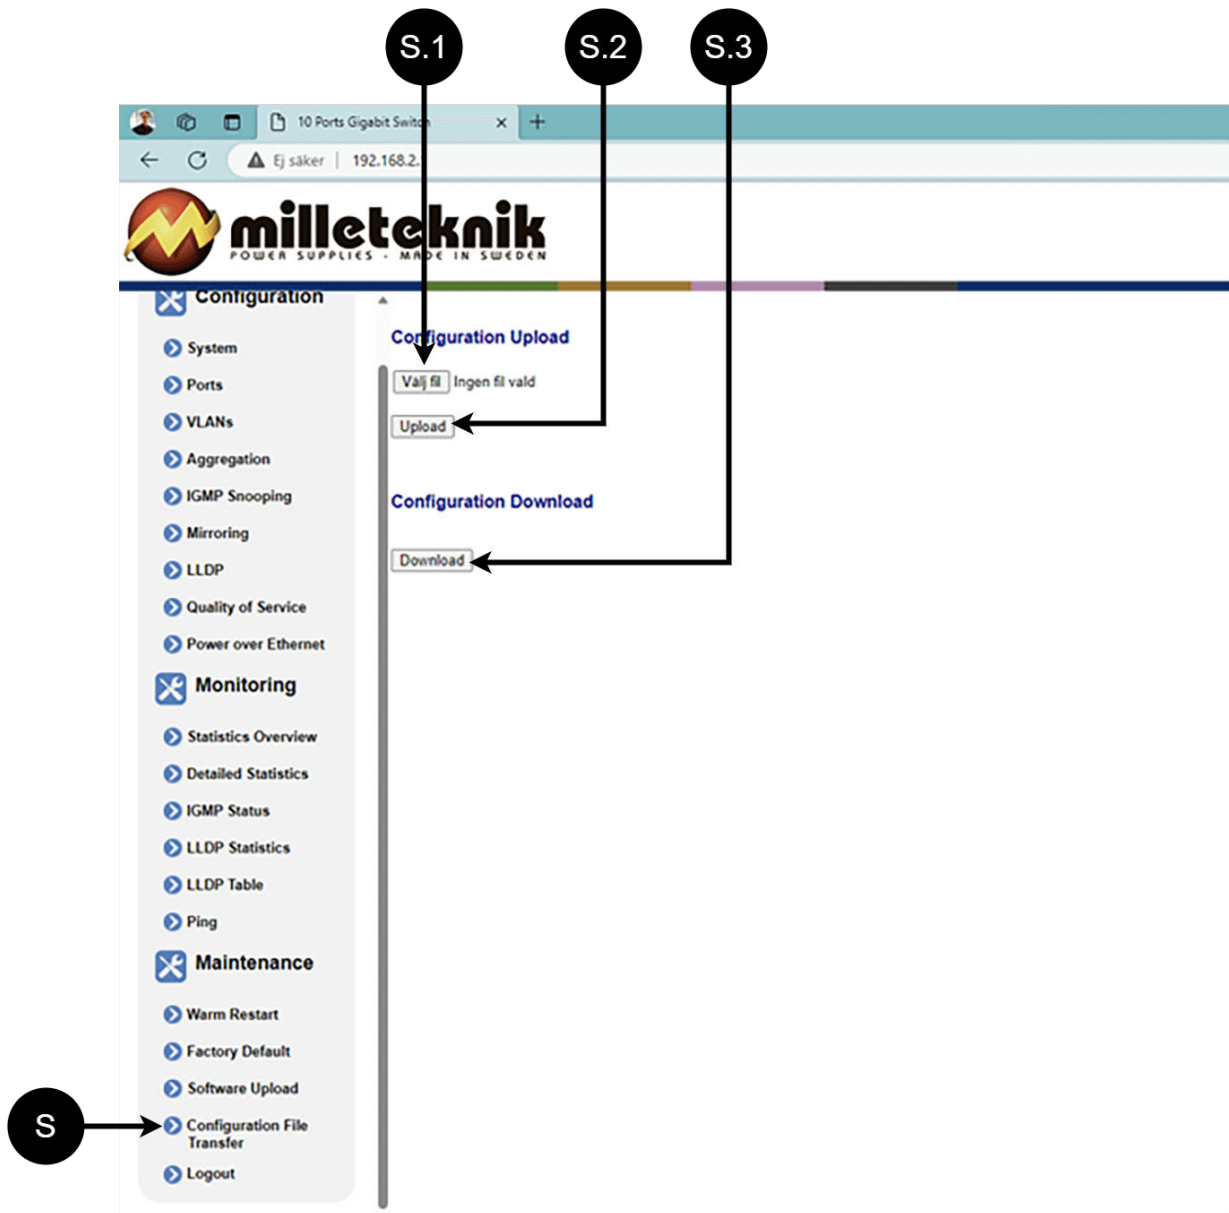 S.1 S.2 S.3
10 Ports Gigabit Switch
Ej säker | 192.168.2.
milleteknik
POWER SUPPLIES - MADE IN SWEDEN
Configuration
System
Ports
VLANs
Aggregation
IGMP Snooping
Mirroring
LLDP
Quality of Service
Power over Ethernet
Monitoring
Statistics Overview
Detailed Statistics
IGMP Status
LLDP Statistics
LLDP Table
Ping
Maintenance
Warm Restart
Factory Default
Software Upload
S
Configuration File
Transfer
Logout
Configuration Upload
Välj fil Ingen fil vald
Upload
Configuration Download
Download